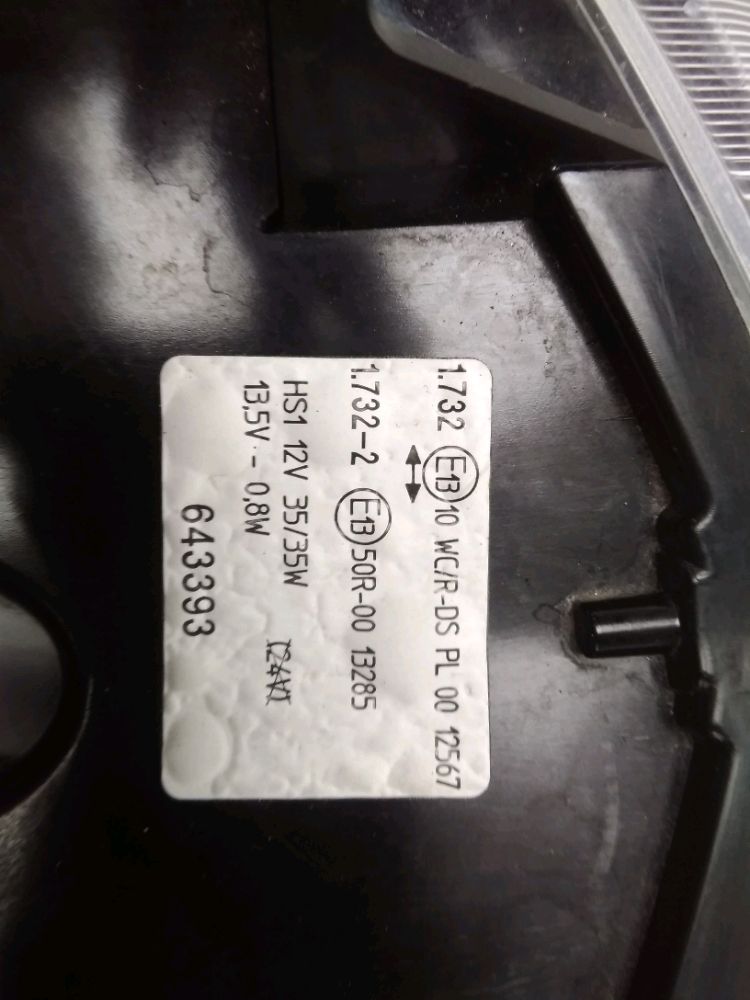 1.732 E13 10 WC/R-DS PL 00 12567
1.732-2 E13 50R-00 13285
HS1 12V 35/35W
13,5V - 0,8W
643393